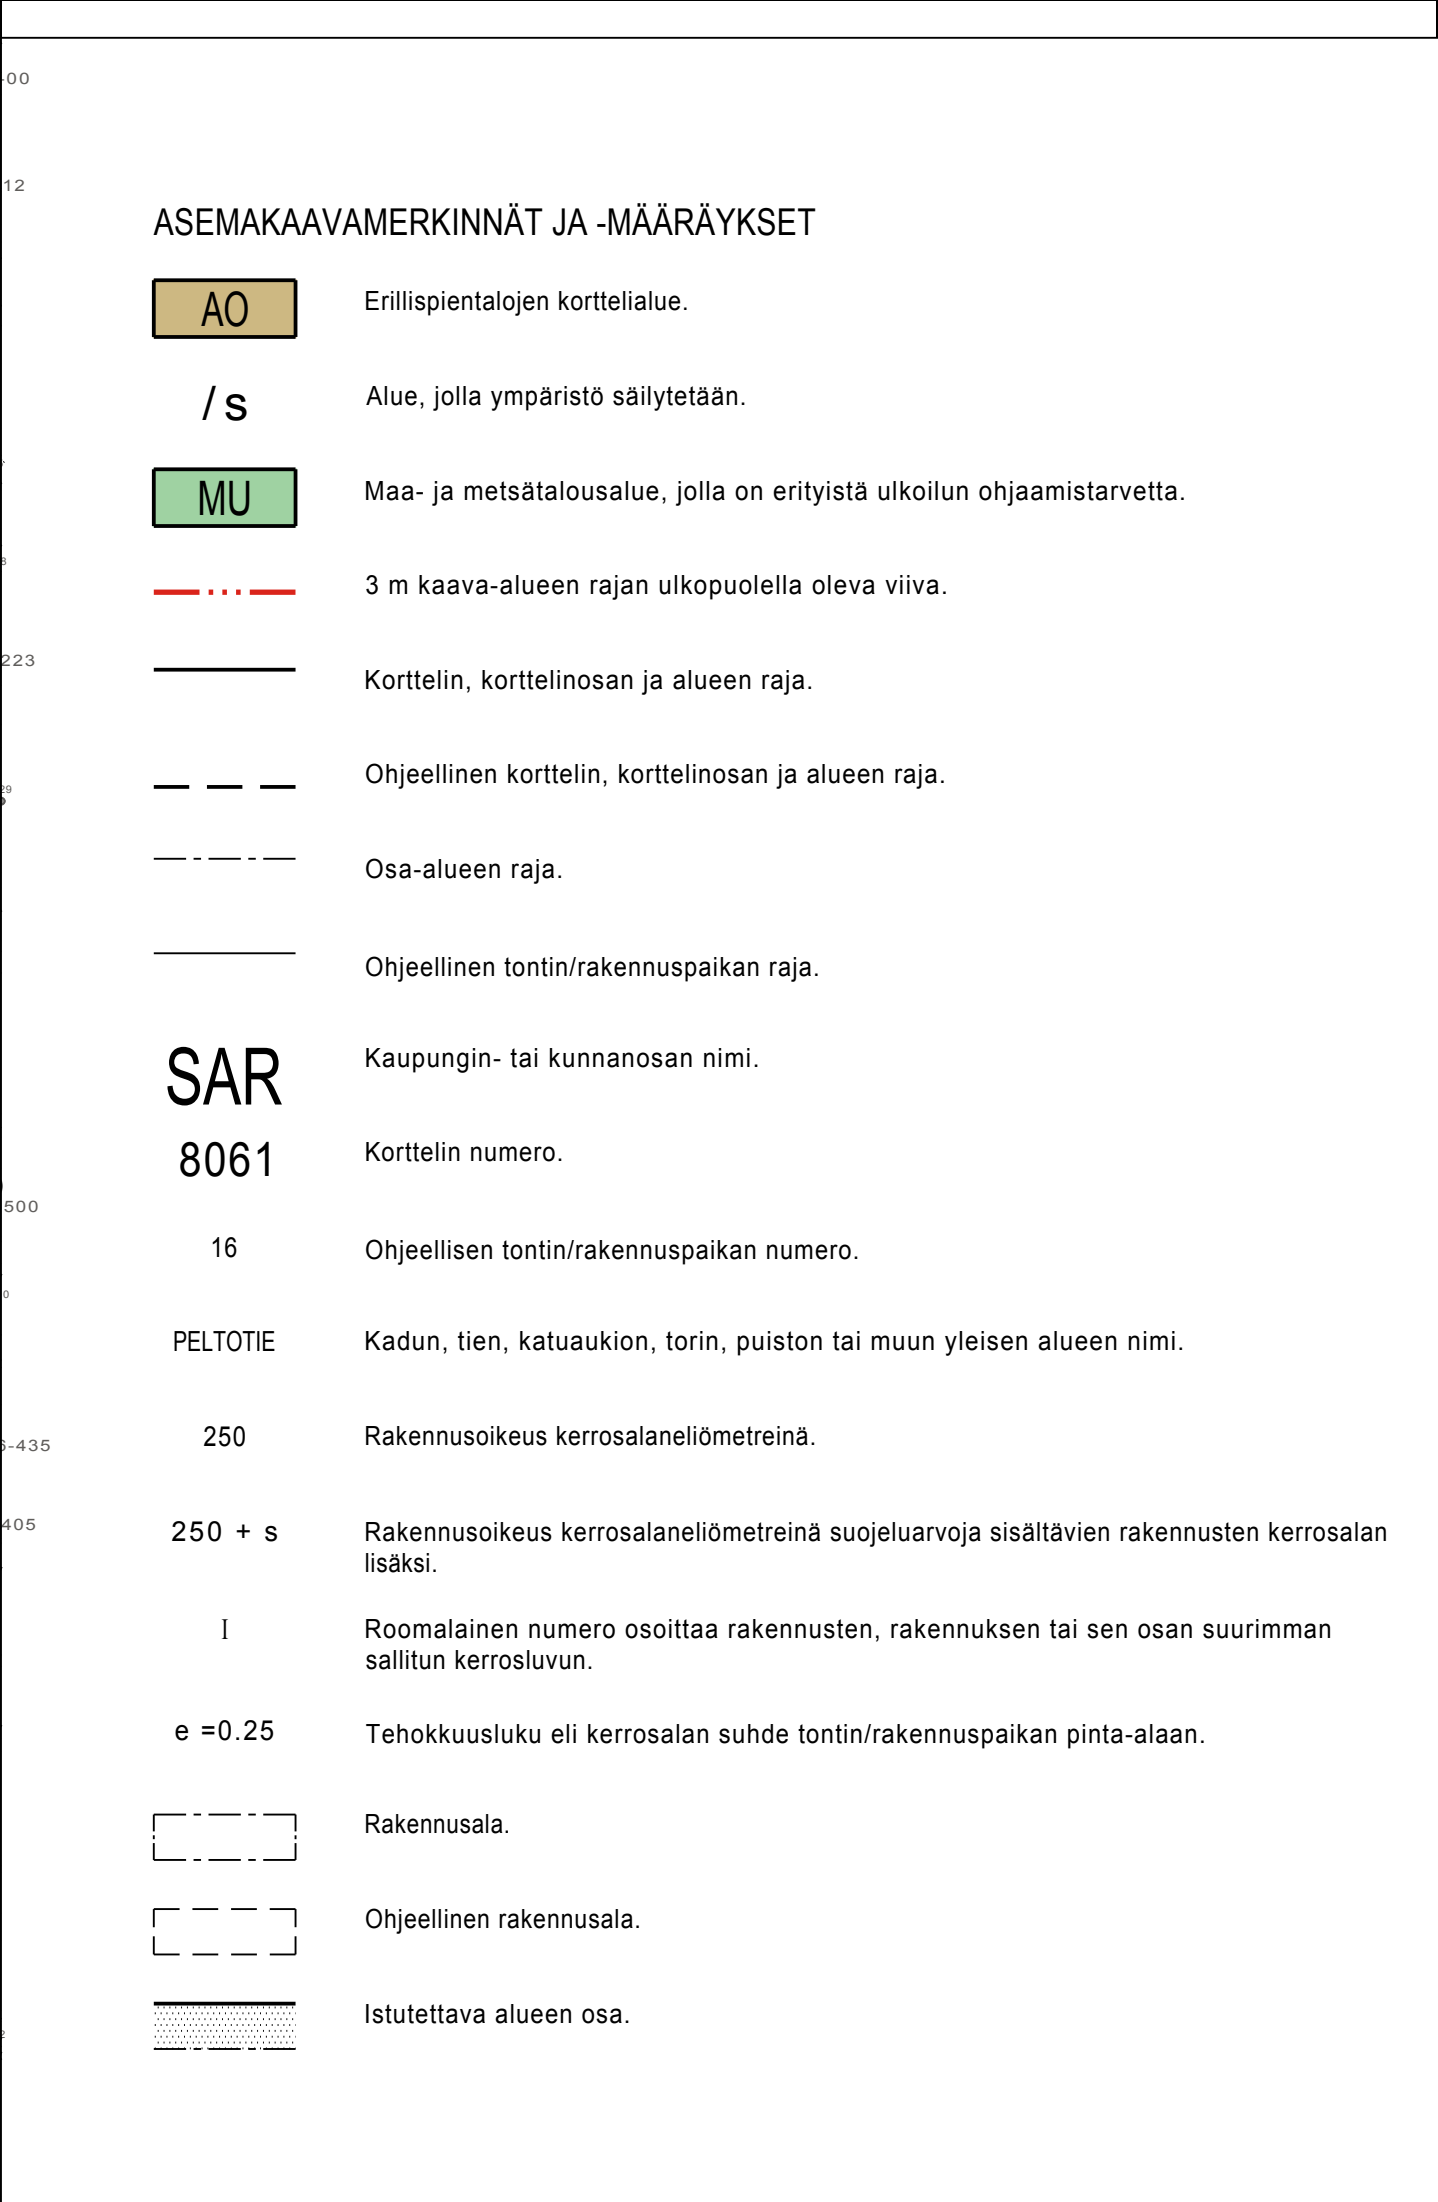 -00
12
ASEMAKAAVAMERKINNÄT JA -MÄÄRÄYKSET
AO Erillispientalojen korttelialue.
/s Alue, jolla ympäristö säilytetään.
MU Maa- ja metsätalousalue, jolla on erityistä ulkoilun ohjaamistarvetta.
8
3 m kaava-alueen rajan ulkopuolella oleva viiva.
223
Korttelin, korttelinosan ja alueen raja.
Ohjeellinen korttelin, korttelinosan ja alueen raja.
29
Osa-alueen raja.
Ohjeellinen tontin/rakennuspaikan raja.
SAR Kaupungin- tai kunnanosan nimi.
8061 Korttelin numero.
500
16 Ohjeellisen tontin/rakennuspaikan numero.
0
PELTOTIE Kadun, tien, katuaukion, torin, puiston tai muun yleisen alueen nimi.
250 Rakennusoikeus kerrosalaneliömetreinä.
6-435
405
250 + s Rakennusoikeus kerrosalaneliömetreinä suojeluarvoja sisältävien rakennusten kerrosalan
lisäksi.
I Roomalainen numero osoittaa rakennusten, rakennuksen tai sen osan suurimman
sallitun kerrosluvun.
e =0.25 Tehokkuusluku eli kerrosalan suhde tontin/rakennuspaikan pinta-alaan.
Rakennusala.
Ohjeellinen rakennusala.
Istutettava alueen osa.
2